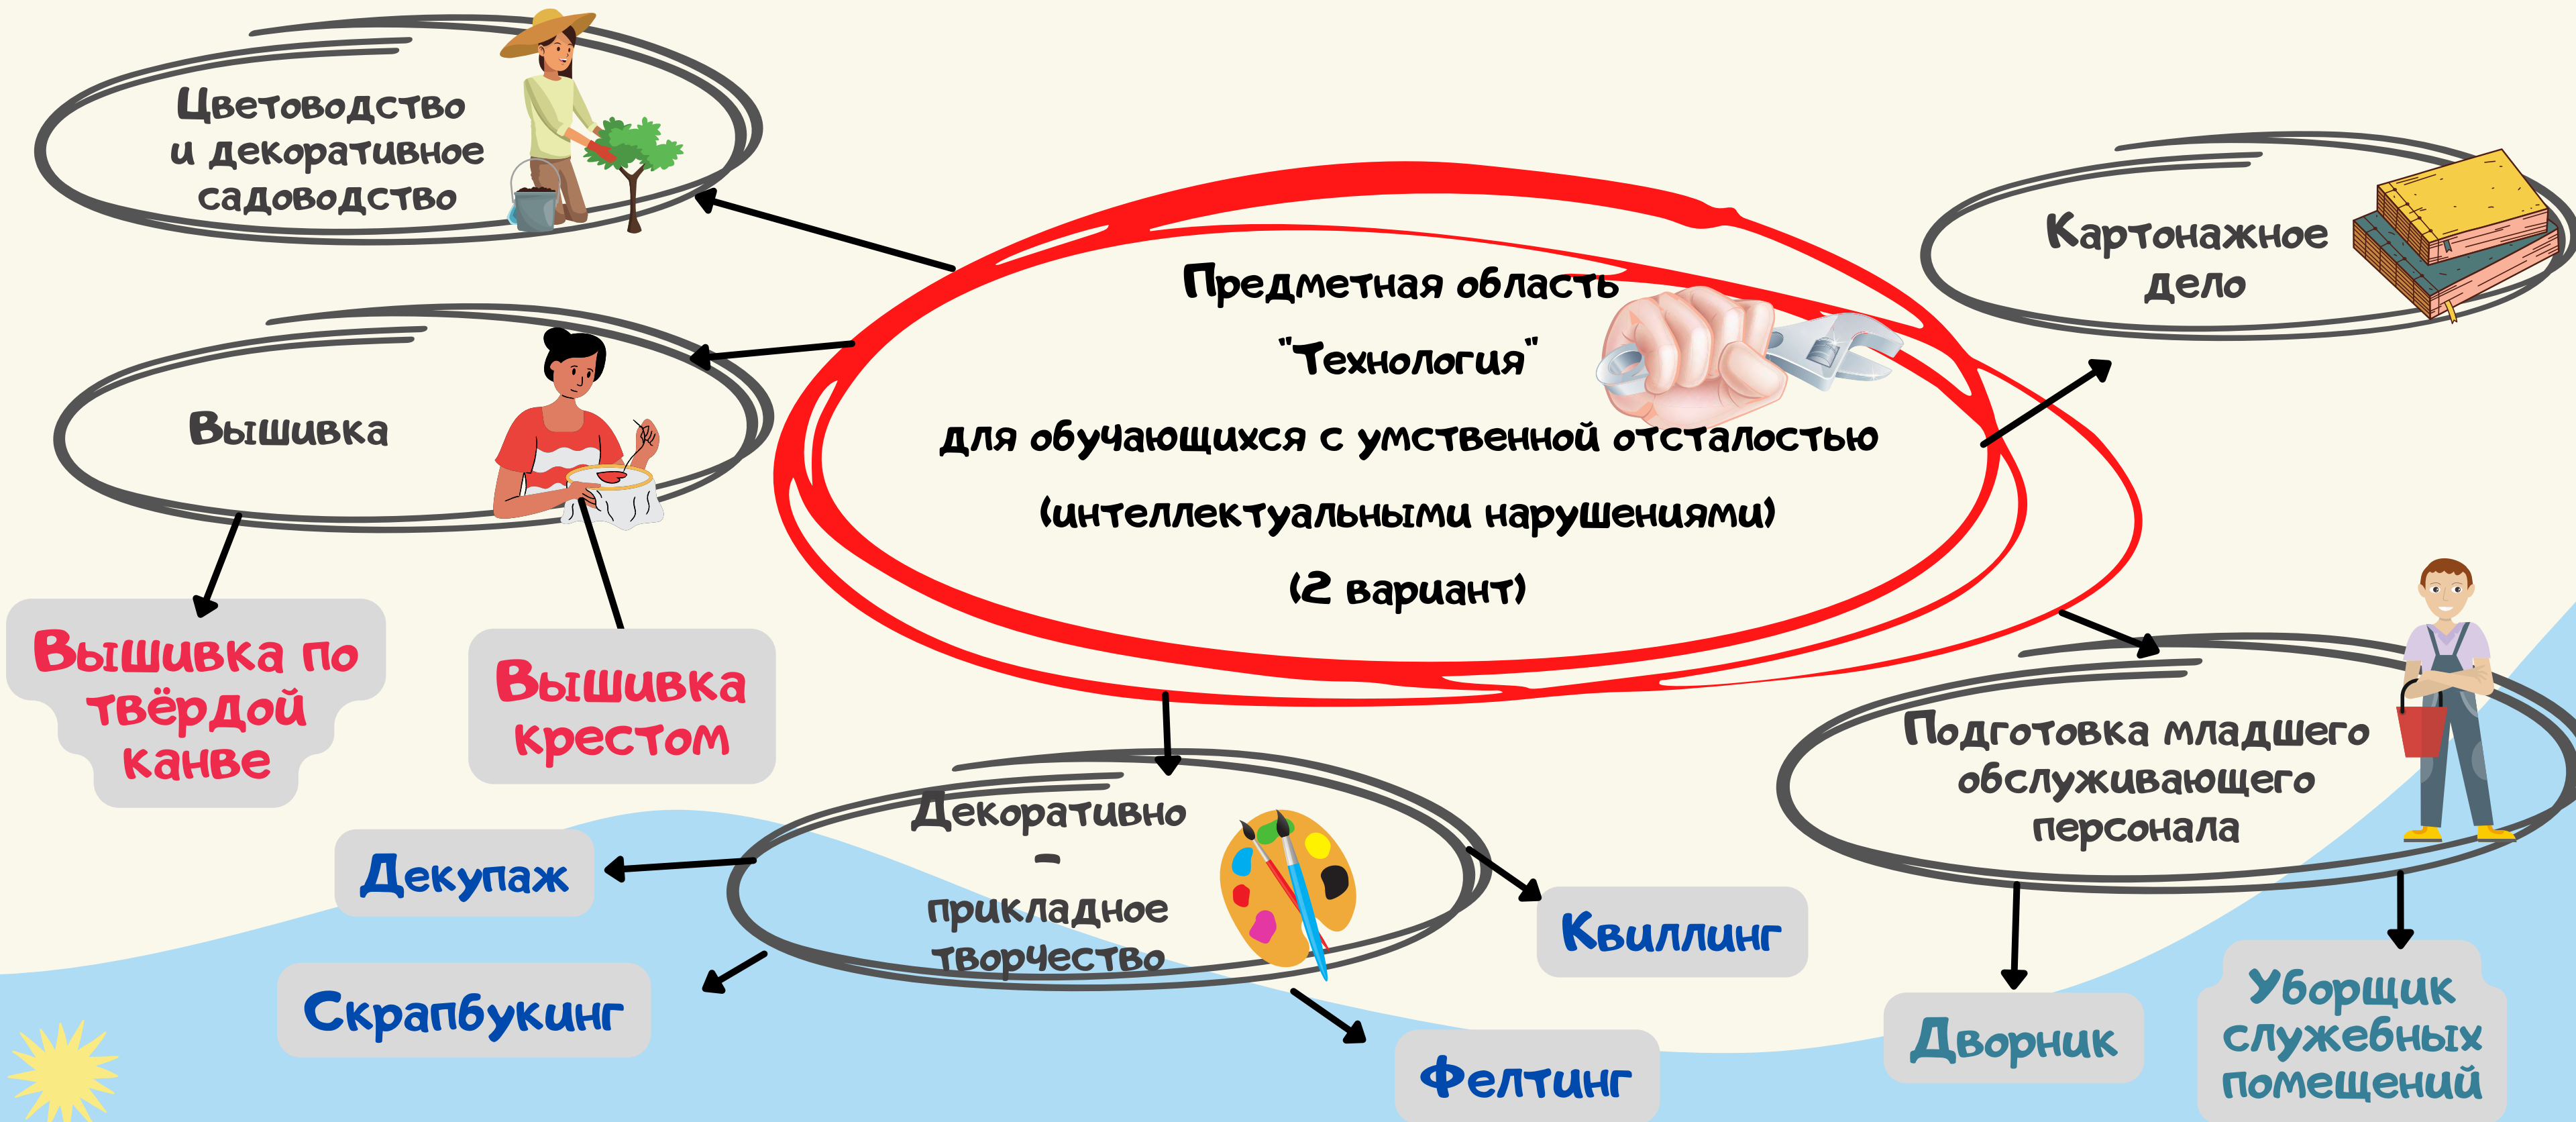 Цветоводство
и декоративное
садоводство
Предметная область
"Технология"
для обучающихся с умственной отсталостью
(интеллектуальными нарушениями)
(2 вариант)
Картонажное
дело
Вышивка
Вышивка по
твёрдой
канве
Вышивка
крестом
Декоративно
-
прикладное
творчество
Подготовка младшего
обслуживающего
персонала
Декупаж
Скрапбукинг
Квиллинг
Фелтинг
Дворник
Уборщик
служебных
помещений